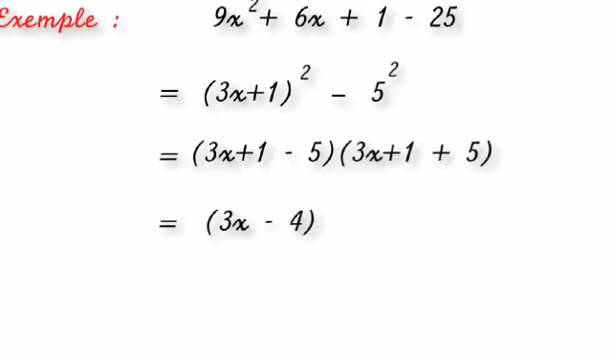 Exemple : 9x² + 6x + 1 - 25
= (3x+1)² - 5²
= (3x+1 - 5)(3x+1 + 5)
= (3x - 4)